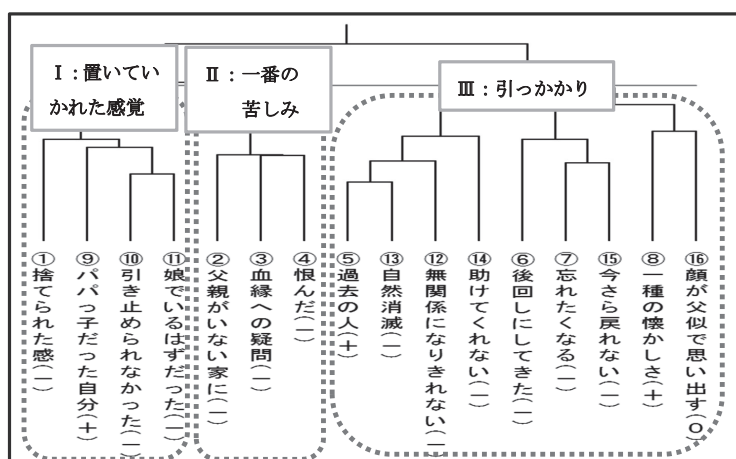 Ⅰ：置いてい
かれた感覚
Ⅱ：一番の
苦しみ
Ⅲ：引っかかり
①捨てられた感(－)
⑨パパっ子だった自分(＋)
⑩引き止められなかった(－)
⑪娘でいるはずだった(－)
②父親がいない家に(－)
③血縁への疑問(－)
④恨んだ(－)
⑤過去の人(＋)
⑬自然消滅(－)
⑫無関係になりきれない(－)
⑭助けてくれない(－)
⑥後回しにしてきた(－)
⑦忘れたくなる(－)
⑮今さら戻れない(－)
⑧一種の懐かしさ(＋)
⑯顔が父似で思い出す(０)